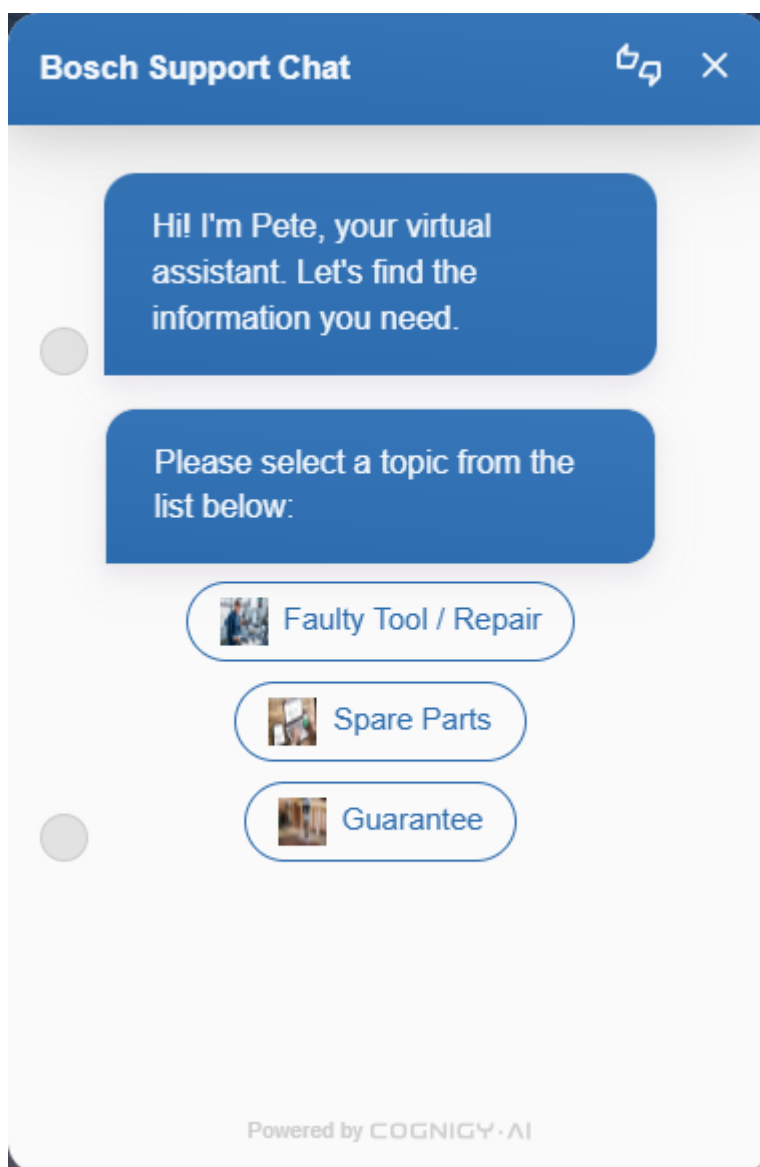 Bosch Support Chat
Hi! I'm Pete, your virtual
assistant. Let's find the
information you need.
Please select a topic from the
list below:
Faulty Tool / Repair
Spare Parts
Guarantee
Powered by COGNIGY.AI